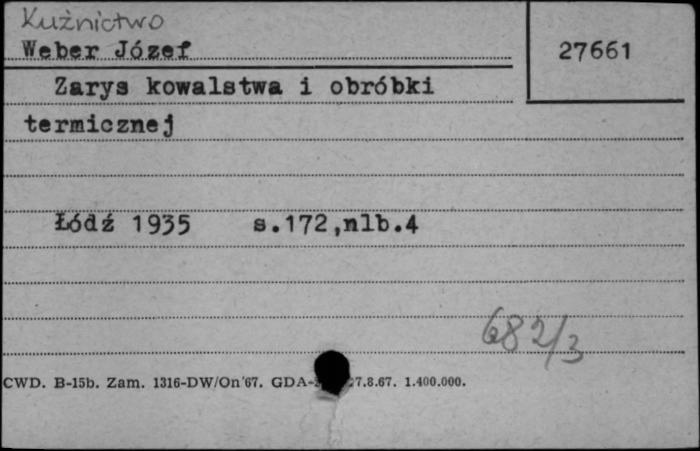 Kuźnictwo
Weber Józef
27661
Zarys kowalstwa i obróbki
termicznej
Łódź 1935 s.172,nlb.4
682/3
CWD. B-15b. Zam. 1316-DW/On'67. GDA- 7.8.67. 1.400.000.